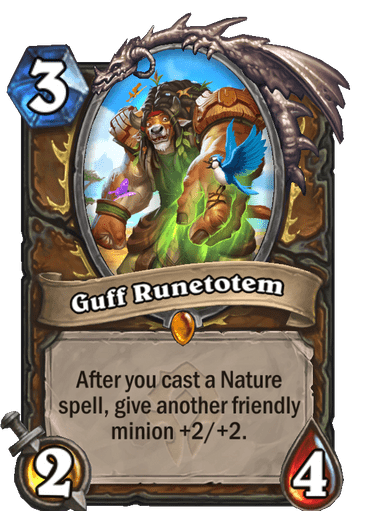 3
Guff Runetotem
After you cast a Nature
spell, give another friendly
minion +2/+2.
2
4